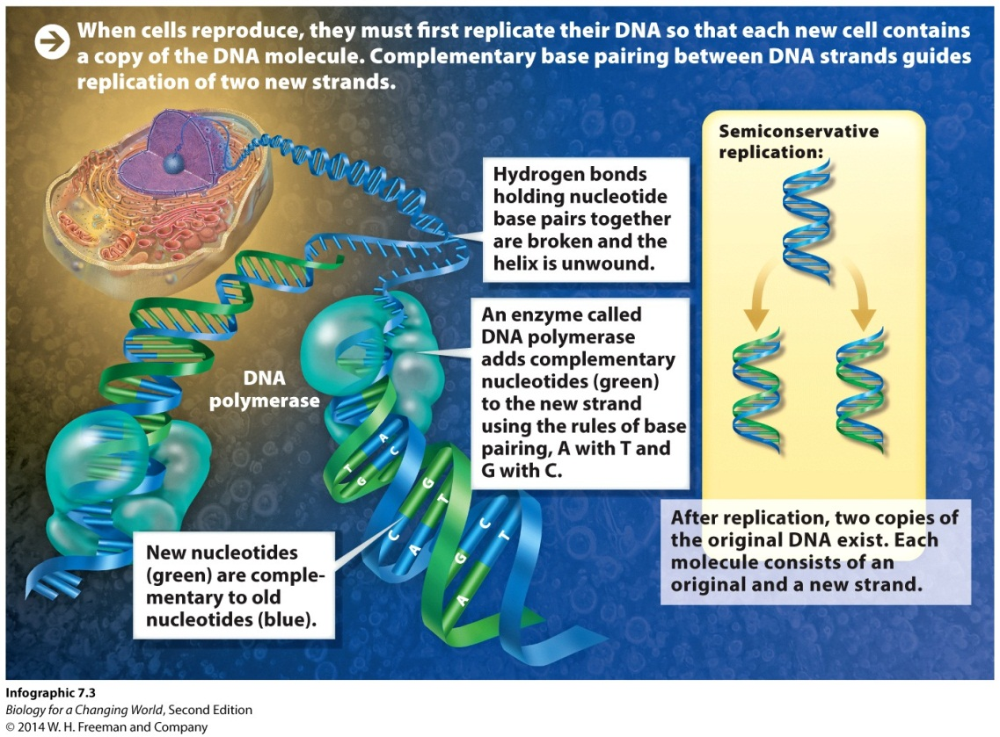 When cells reproduce, they must first replicate their DNA so that each new cell contains
a copy of the DNA molecule. Complementary base pairing between DNA strands guides
replication of two new strands.
Semiconservative
replication:
Hydrogen bonds
holding nucleotide
base pairs together
are broken and the
helix is unwound.
An enzyme called
DNA polymerase
adds complementary
nucleotides (green)
to the new strand
using the rules of base
pairing, A with T and
G with C.
DNA
polymerase
A
C
T
G
G
T
C
A
C
T
G
A
New nucleotides
(green) are comple-
mentary to old
nucleotides (blue).
After replication, two copies of
the original DNA exist. Each
molecule consists of an
original and a new strand.
Infographic 7.3
Biology for a Changing World, Second Edition
© 2014 W. H. Freeman and Company